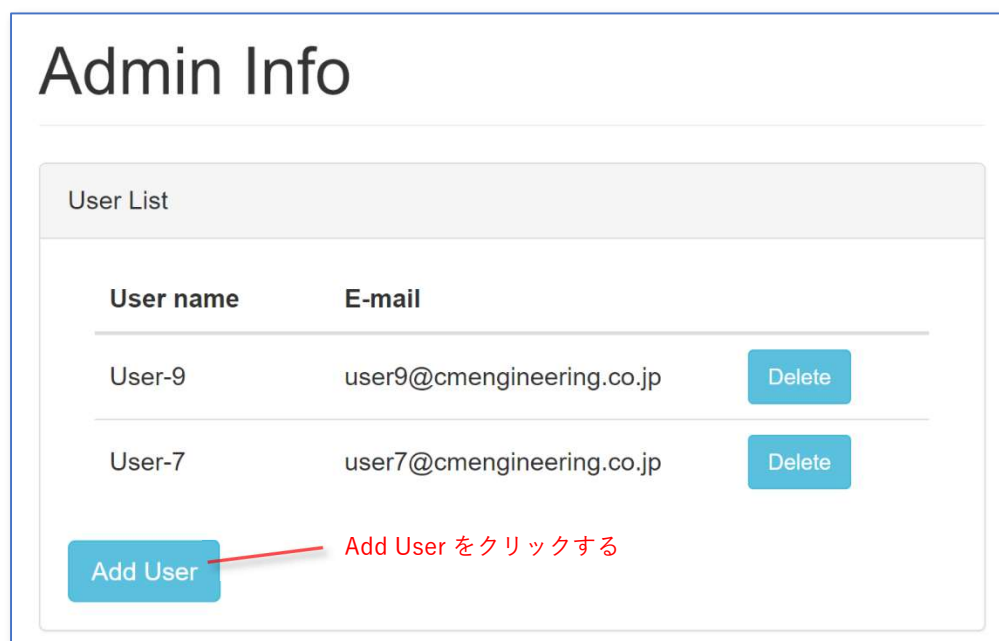 Admin Info
User List
User name E-mail
User-9 user9@cmengineering.co.jp Delete
User-7 user7@cmengineering.co.jp Delete
Add User をクリックする
Add User